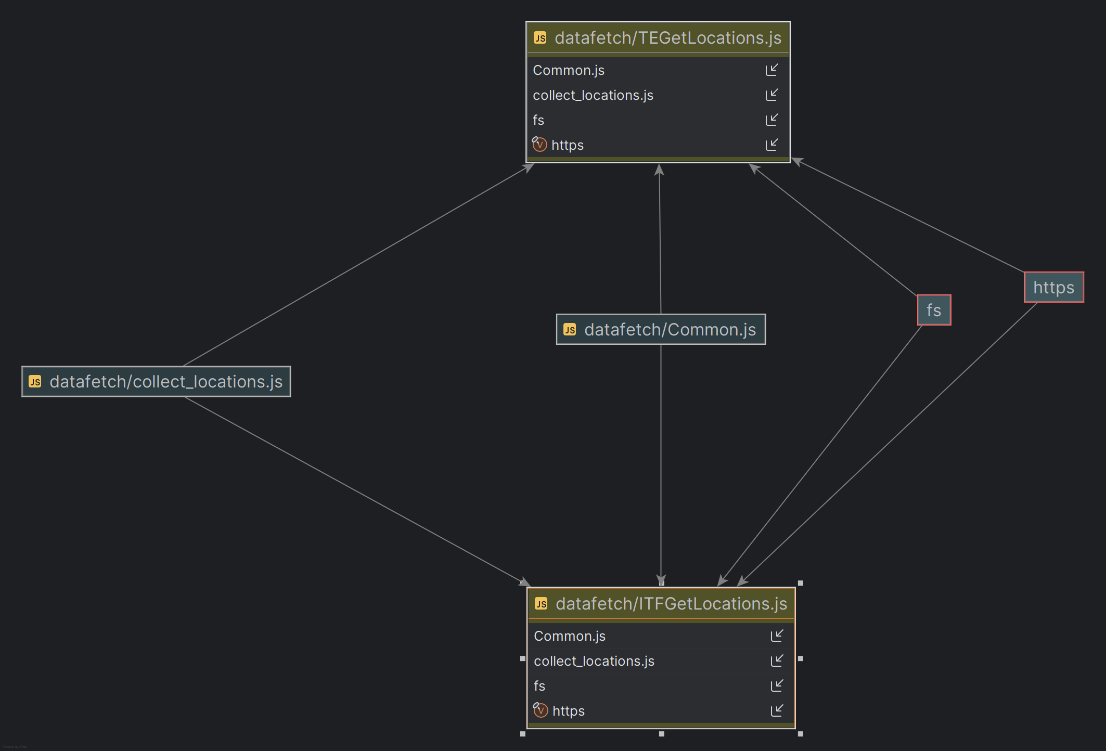 datafetch/TEGetLocations.js
Common.js
collect_locations.js
fs
https
https
fs
datafetch/Common.js
datafetch/collect_locations.js
datafetch/ITFGetLocations.js
Common.js
collect_locations.js
fs
https